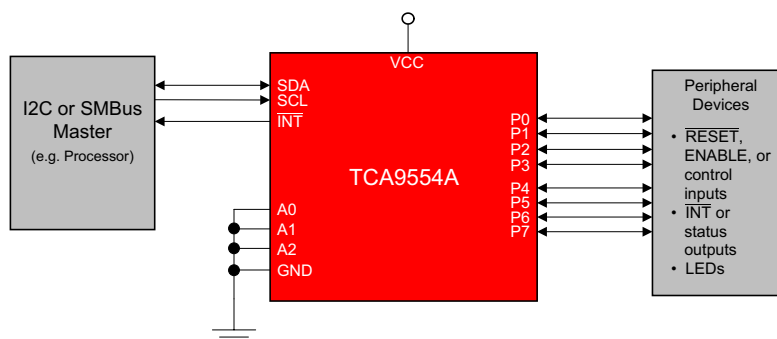 I2C or SMBus
Master
(e.g. Processor)
VCC
SDA
SCL
INT
TCA9554A
A0
A1
A2
GND
P0
P1
P2
P3
P4
P5
P6
P7
Peripheral
Devices
• RESET,
ENABLE, or
control
inputs
• INT or
status
outputs
• LEDs